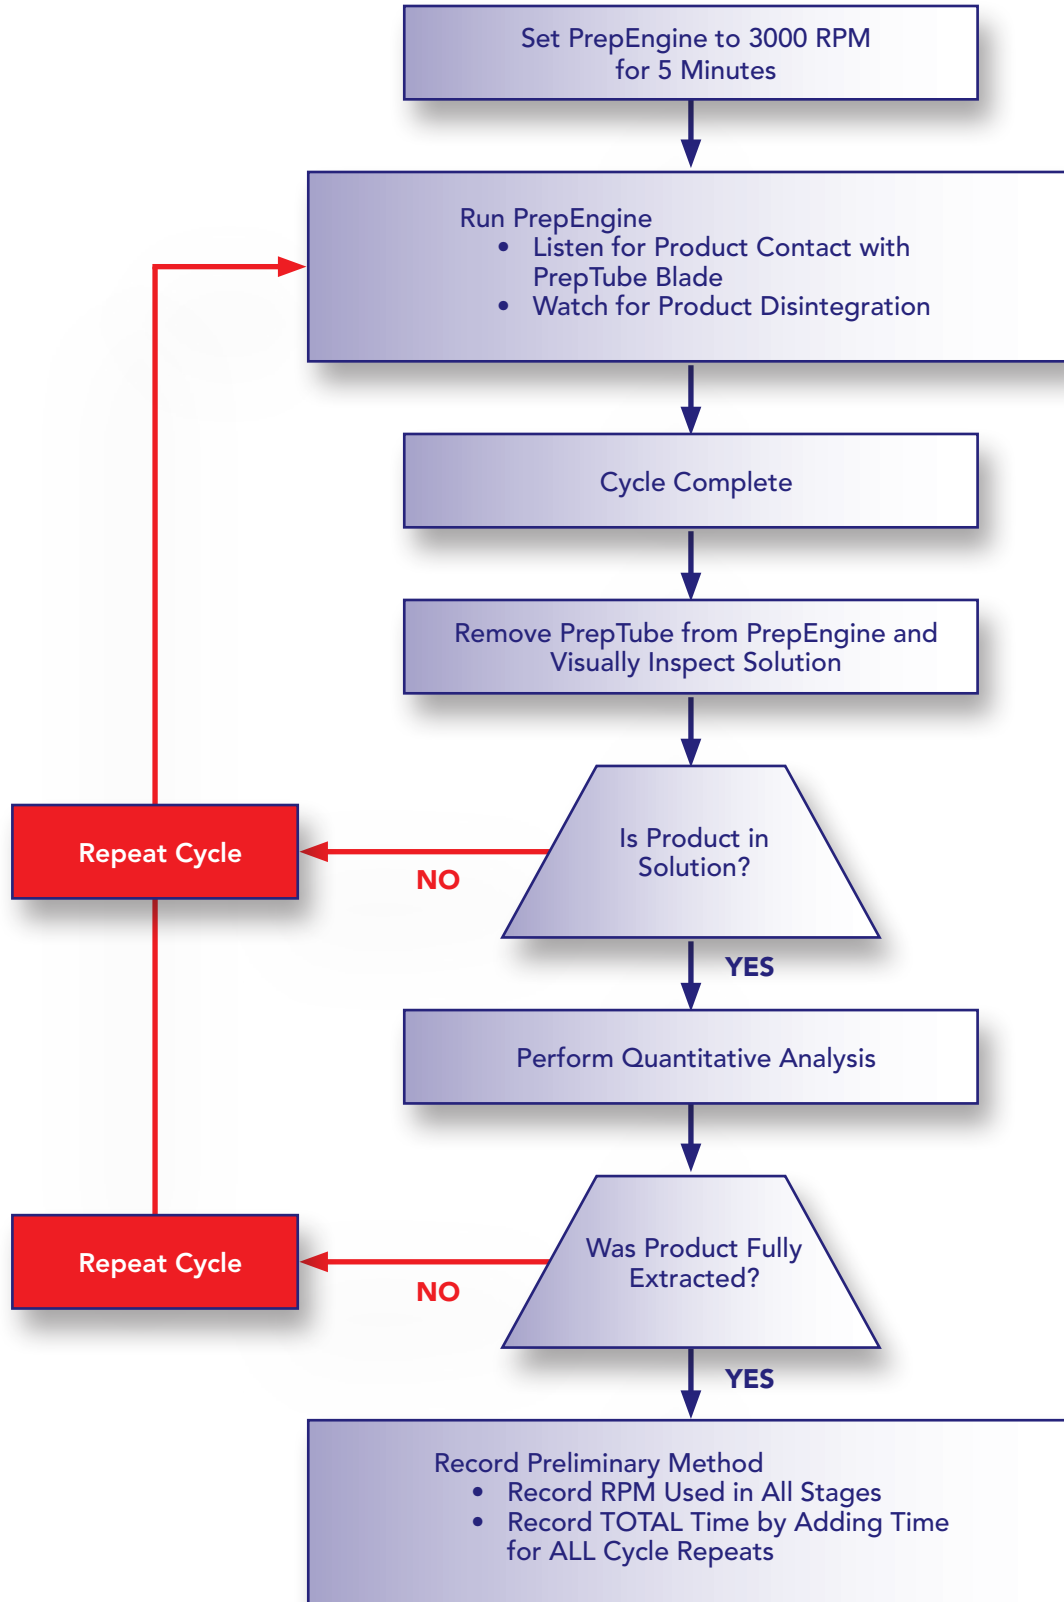 Set PrepEngine to 3000 RPM
for 5 Minutes
Run PrepEngine
• Listen for Product Contact with
PrepTube Blade
• Watch for Product Disintegration
Cycle Complete
Remove PrepTube from PrepEngine and
Visually Inspect Solution
Is Product in
Solution?
NO
Repeat Cycle
YES
Perform Quantitative Analysis
Was Product Fully
Extracted?
NO
Repeat Cycle
YES
Record Preliminary Method
• Record RPM Used in All Stages
• Record TOTAL Time by Adding Time
for ALL Cycle Repeats